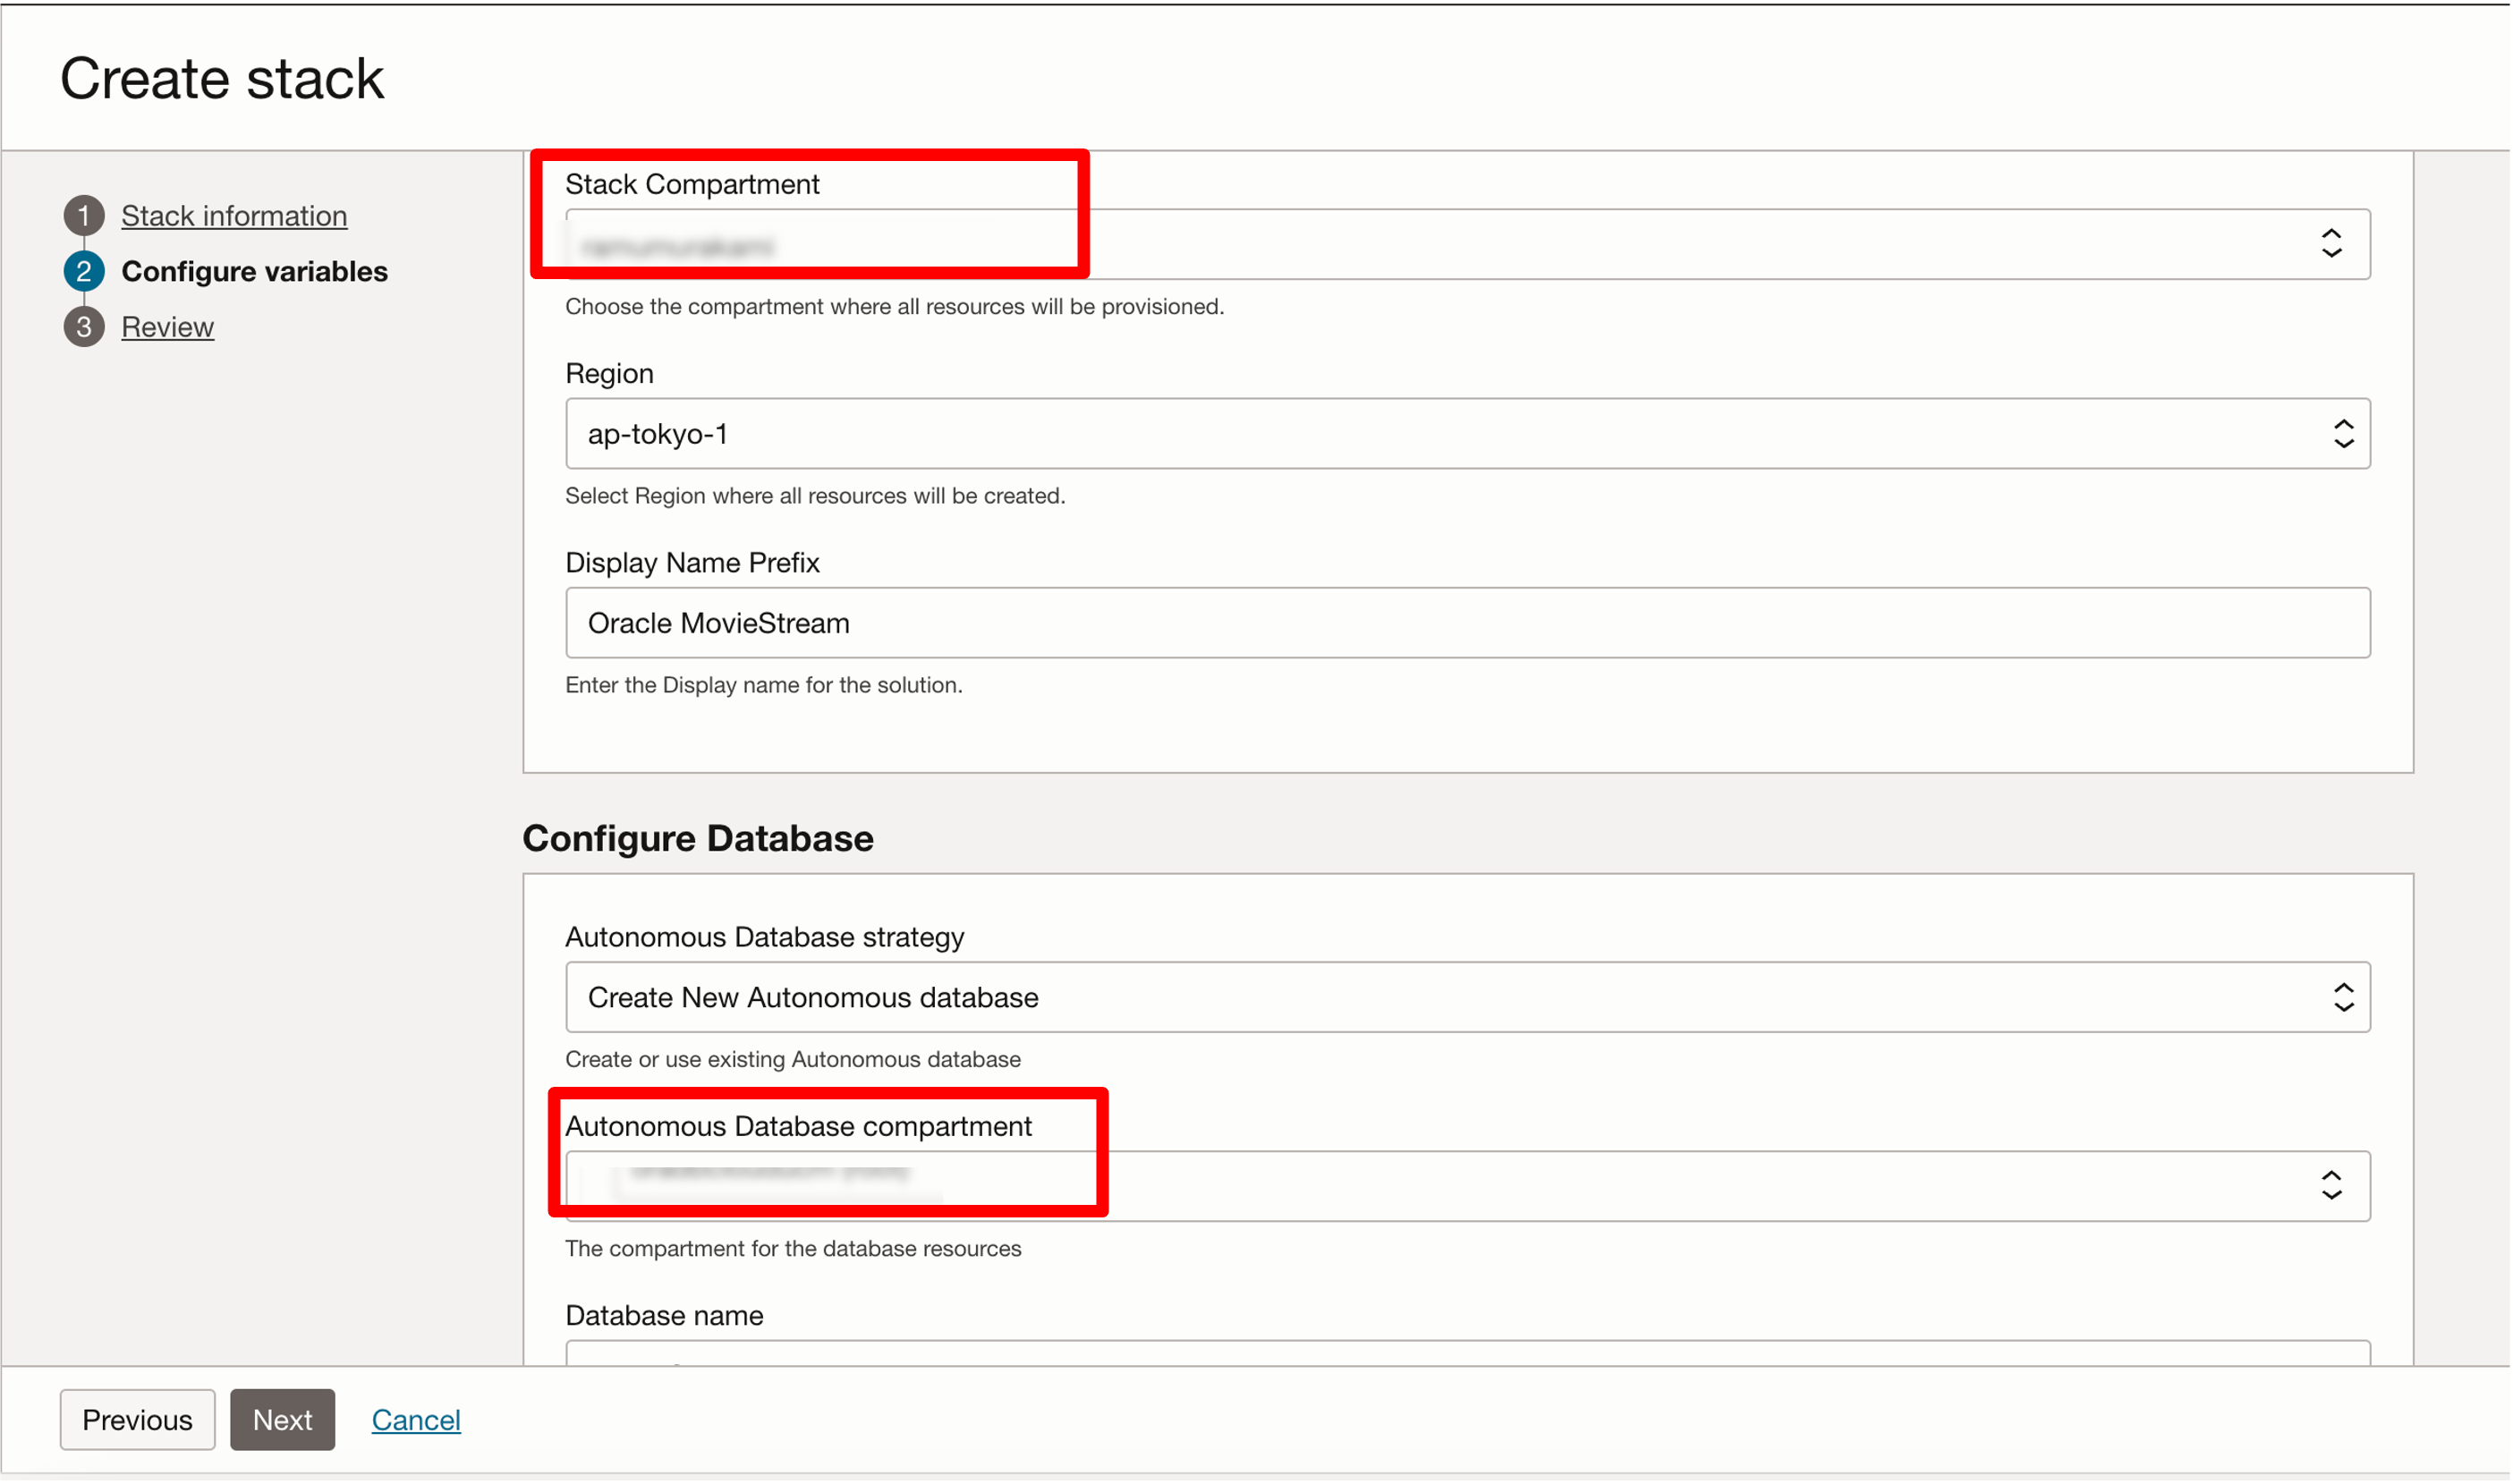 Create stack
1 Stack information
2 Configure variables
3 Review
Stack Compartment
Choose the compartment where all resources will be provisioned.
Region
ap-tokyo-1
Select Region where all resources will be created.
Display Name Prefix
Oracle MovieStream
Enter the Display name for the solution.
Configure Database
Autonomous Database strategy
Create New Autonomous database
Create or use existing Autonomous database
Autonomous Database compartment
The compartment for the database resources
Database name
Previous Next Cancel